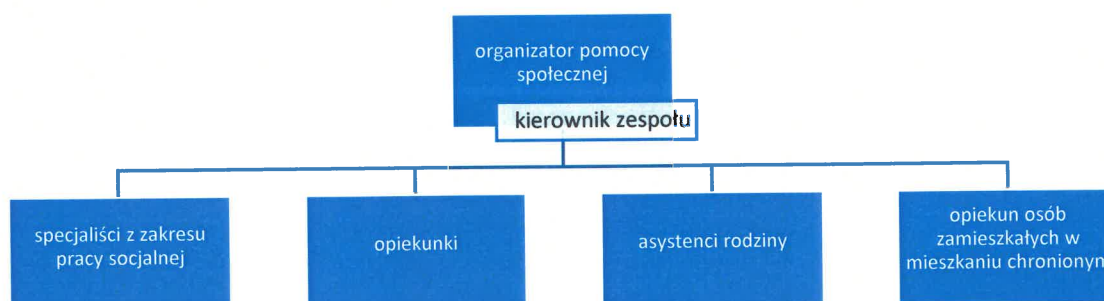 organizator pomocy
społecznej
kierownik zespołu
specjaliści z zakresu
pracy socjalnej
opiekunki
asystenci rodziny
opiekun osób
zamieszkałych w
mieszkaniu chronionym